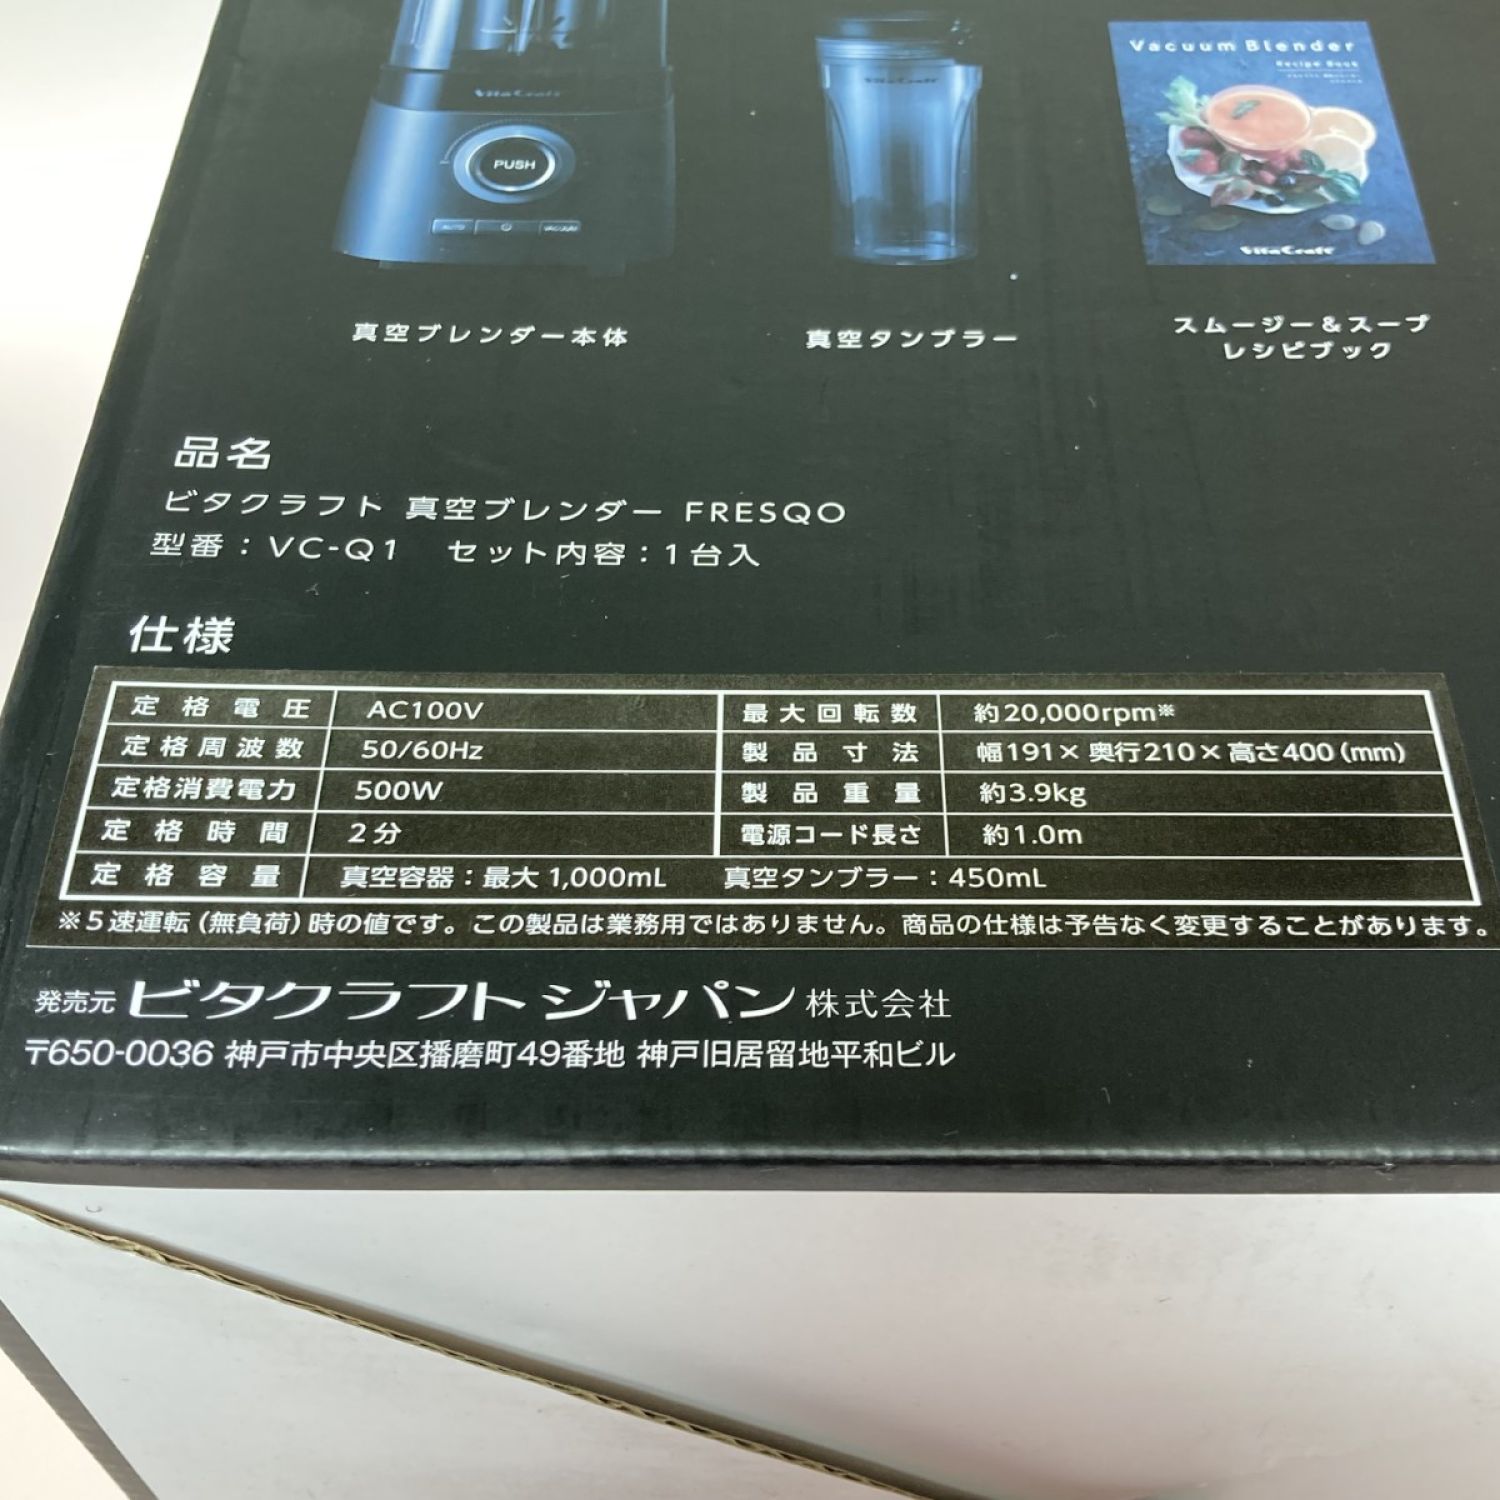 Vita Craft
PUSH
AUTO
VACUUM
Vita Craft
Vacuum Blender
Recipe Book
Vita Craft
真空ブレンダー本体
真空タンブラー
スムージー&スープ
レシピブック
品名
ビタクラフト 真空ブレンダー FRESQO
型番:VC-Q1 セット内容:1台入
仕様
定格電圧 AC100V 最大回転数 約20,000rpm※
定格周波数 50/60Hz 製品寸法 幅191×奥行210×高さ400(mm)
定格消費電力 500W 製品重量 約3.9kg
定格時間 2分 電源コード長さ 約1.0m
定格容量 真空容器:最大1,000mL 真空タンブラー:450mL
※5速運転(無負荷)時の値です。この製品は業務用ではありません。商品の仕様は予告なく変更することがあります。
発売元 ビタクラフトジャパン株式会社
〒650-0036 神戸市中央区播磨町49番地 神戸旧居留地平和ビル